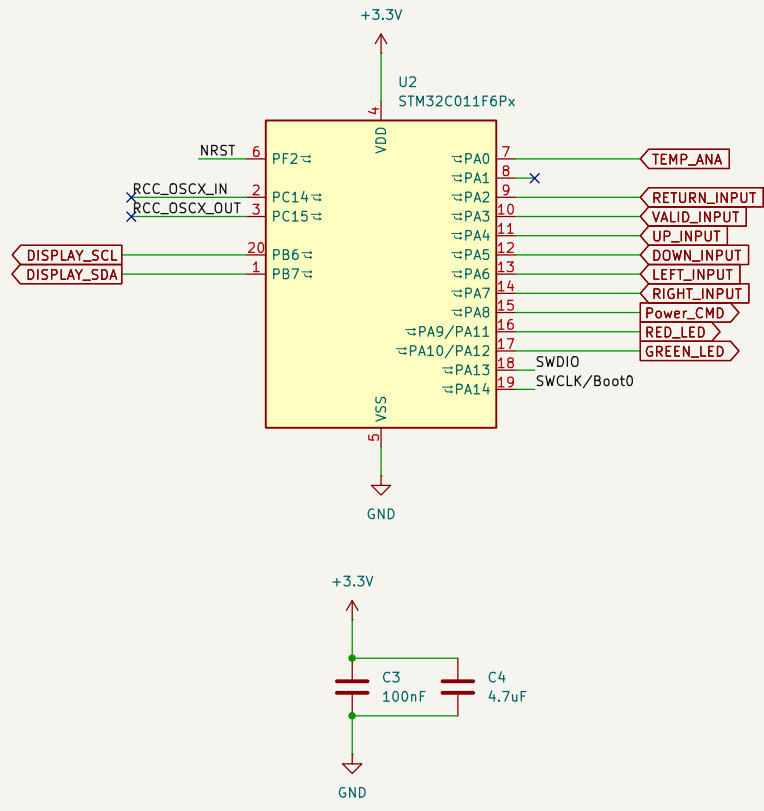 +3.3V
U2
STM32C011F6Px
4
VDD
NRST
6
PF2
RCC_OSCX_IN
2
PC14
RCC_OSCX_OUT
3
PC15
DISPLAY_SCL
20
PB6
DISPLAY_SDA
1
PB7
PA0
7
TEMP_ANA
PA1
8
PA2
9
RETURN_INPUT
PA3
10
VALID_INPUT
PA4
11
UP_INPUT
PA5
12
DOWN_INPUT
PA6
13
LEFT_INPUT
PA7
14
RIGHT_INPUT
PA8
15
Power_CMD
PA9/PA11
16
RED_LED
PA10/PA12
17
GREEN_LED
PA13
18
SWDIO
PA14
19
SWCLK/Boot0
VSS
5
GND
+3.3V
C3
100nF
C4
4.7uF
GND